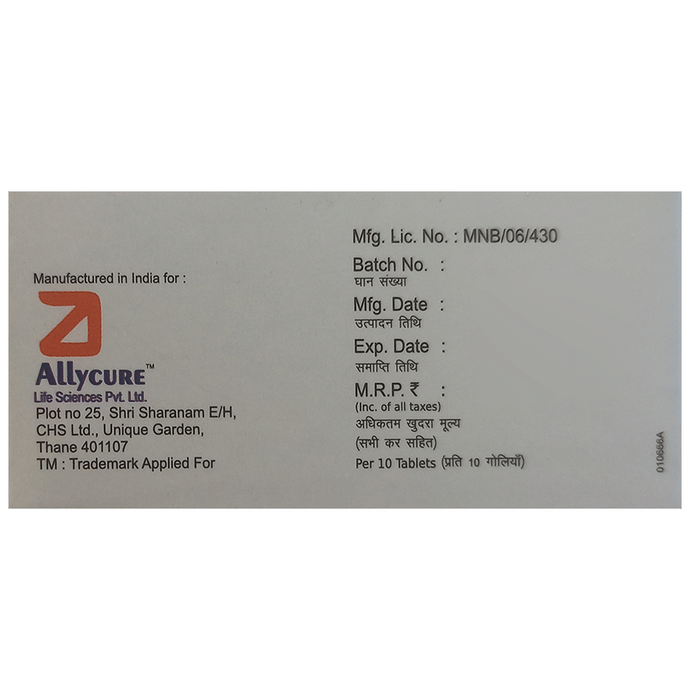 Manufactured in India for :
ALLYCURE™
Life Sciences Pvt. Ltd.
Plot no 25, Shri Sharanam E/H,
CHS Ltd., Unique Garden,
Thane 401107
TM : Trademark Applied For
Mfg. Lic. No. : MNB/06/430
Batch No. :
घान संख्या
Mfg. Date :
उत्पादन तिथि
Exp. Date :
समाप्ति तिथि
M.R.P. ₹ :
(Inc. of all taxes)
अधिकतम खुदरा मूल्य
(सभी कर सहित)
Per 10 Tablets (प्रति 10 गोलियाँ)
010666A